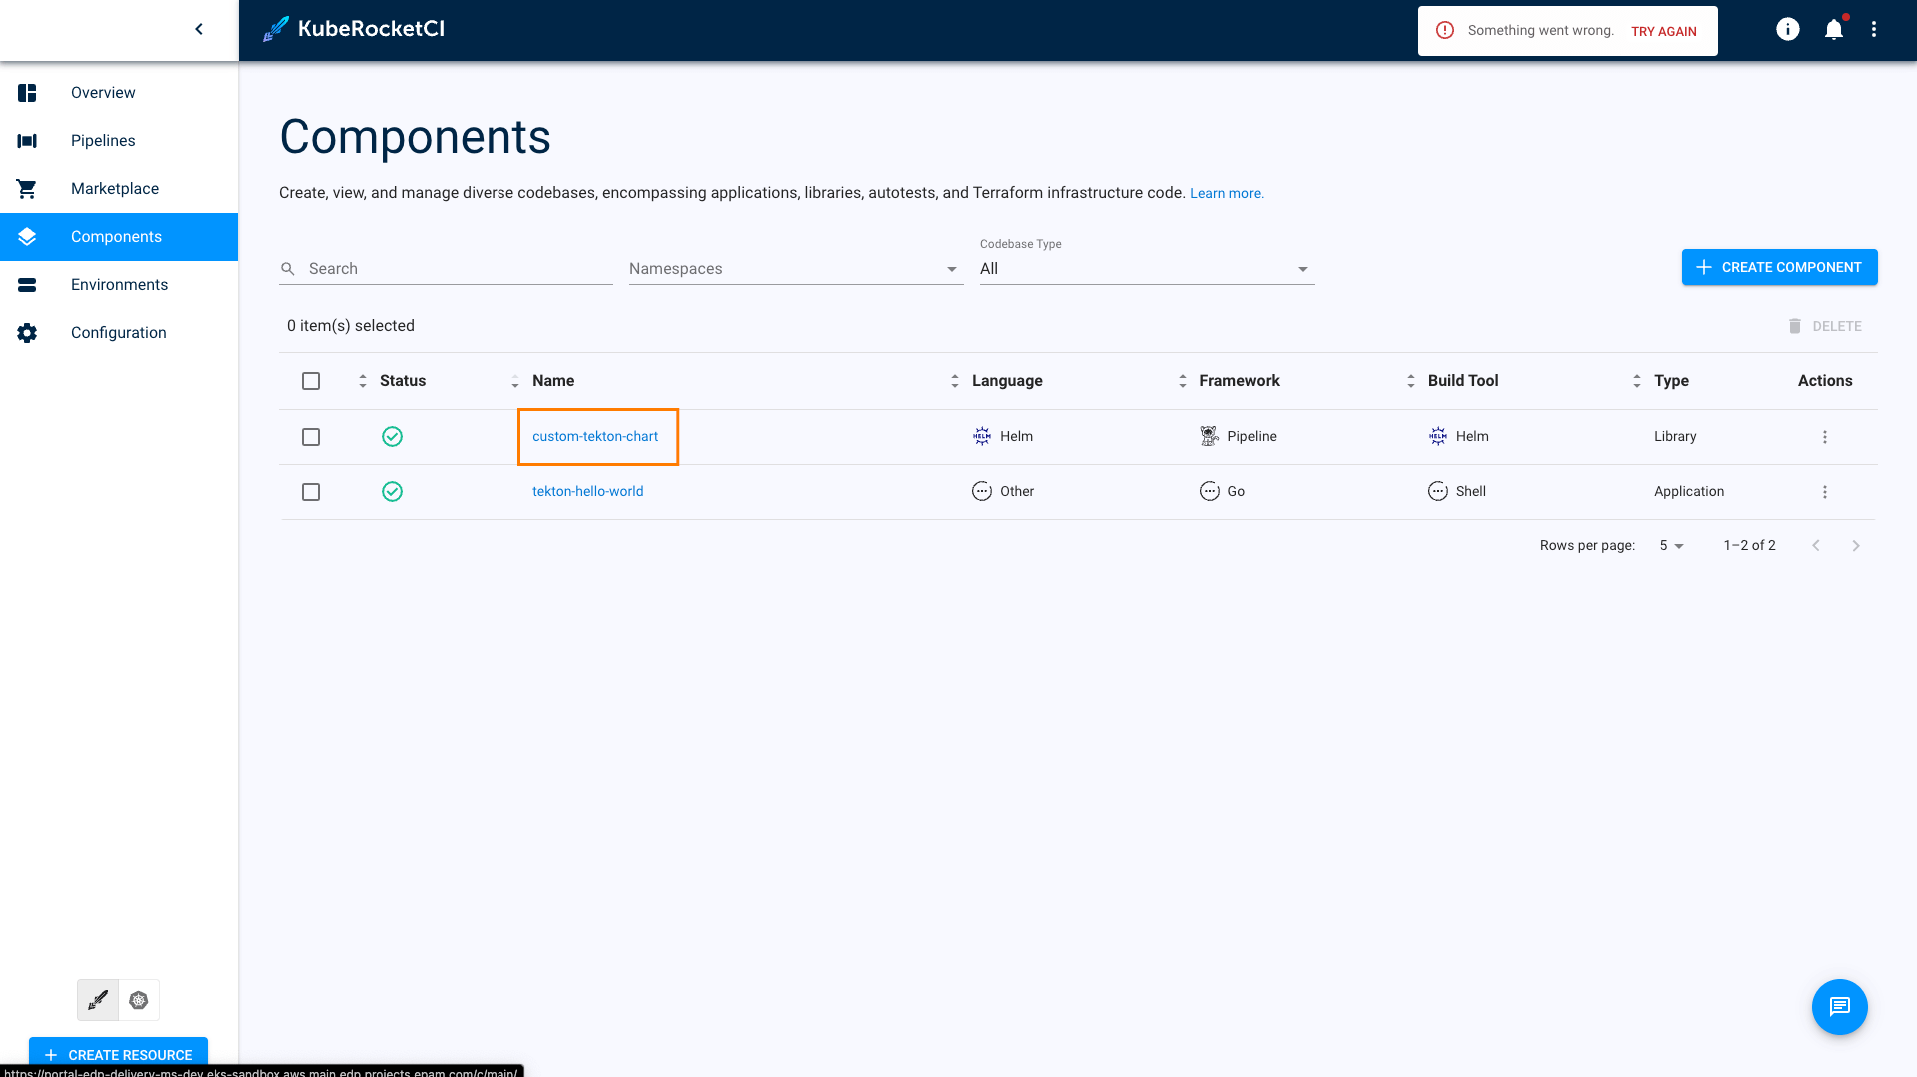 KubeRocketCI
Something went wrong. TRY AGAIN
Overview
Pipelines
Marketplace
Components
Environments
Configuration
Components
Create, view, and manage diverse codebases, encompassing applications, libraries, autotests, and Terraform infrastructure code. Learn more.
Search
Namespaces
Codebase Type
All
CREATE COMPONENT
0 item(s) selected
DELETE
Status Name Language Framework Build Tool Type Actions
custom-tekton-chart HELM Helm Pipeline HELM Helm Library
tekton-hello-world Other Go Shell Application
Rows per page: 5 1–2 of 2
CREATE RESOURCE
https://portal-edp-delivery-ms-dev.eks-sandbox.aws.main.edp.projects.epam.com/c/main/